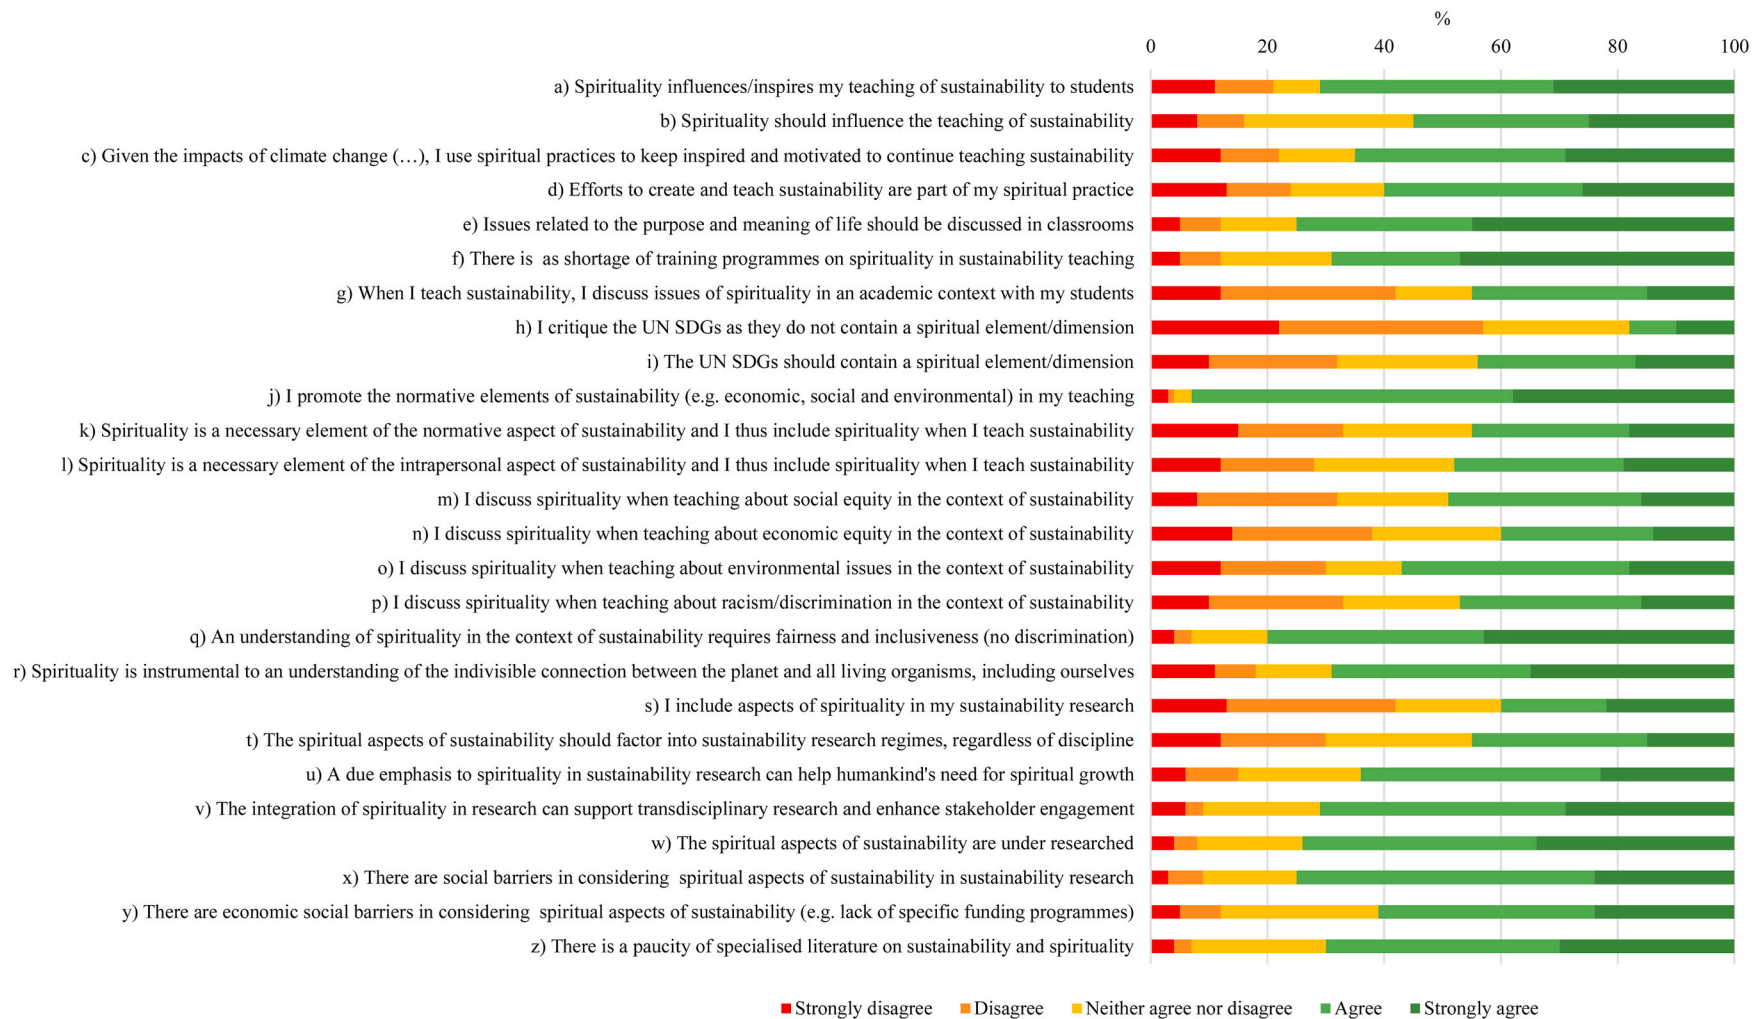 %
0 20 40 60 80 100
a) Spirituality influences/inspires my teaching of sustainability to students
b) Spirituality should influence the teaching of sustainability
c) Given the impacts of climate change (…), I use spiritual practices to keep inspired and motivated to continue teaching sustainability
d) Efforts to create and teach sustainability are part of my spiritual practice
e) Issues related to the purpose and meaning of life should be discussed in classrooms
f) There is  as shortage of training programmes on spirituality in sustainability teaching
g) When I teach sustainability, I discuss issues of spirituality in an academic context with my students
h) I critique the UN SDGs as they do not contain a spiritual element/dimension
i) The UN SDGs should contain a spiritual element/dimension
j) I promote the normative elements of sustainability (e.g. economic, social and environmental) in my teaching
k) Spirituality is a necessary element of the normative aspect of sustainability and I thus include spirituality when I teach sustainability
l) Spirituality is a necessary element of the intrapersonal aspect of sustainability and I thus include spirituality when I teach sustainability
m) I discuss spirituality when teaching about social equity in the context of sustainability
n) I discuss spirituality when teaching about economic equity in the context of sustainability
o) I discuss spirituality when teaching about environmental issues in the context of sustainability
p) I discuss spirituality when teaching about racism/discrimination in the context of sustainability
q) An understanding of spirituality in the context of sustainability requires fairness and inclusiveness (no discrimination)
r) Spirituality is instrumental to an understanding of the indivisible connection between the planet and all living organisms, including ourselves
s) I include aspects of spirituality in my sustainability research
t) The spiritual aspects of sustainability should factor into sustainability research regimes, regardless of discipline
u) A due emphasis to spirituality in sustainability research can help humankind's need for spiritual growth
v) The integration of spirituality in research can support transdisciplinary research and enhance stakeholder engagement
w) The spiritual aspects of sustainability are under researched
x) There are social barriers in considering  spiritual aspects of sustainability in sustainability research
y) There are economic social barriers in considering  spiritual aspects of sustainability (e.g. lack of specific funding programmes)
z) There is a paucity of specialised literature on sustainability and spirituality
Strongly disagree Disagree Neither agree nor disagree Agree Strongly agree